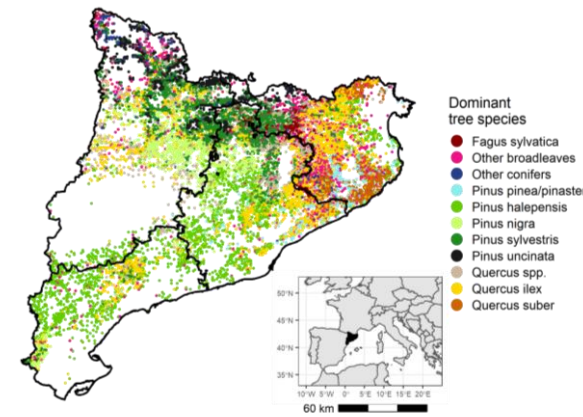 Dominant
tree species
Fagus sylvatica
Other broadleaves
Other conifers
Pinus pinea/pinaster
Pinus halepensis
Pinus nigra
Pinus sylvestris
Pinus uncinata
Quercus spp.
Quercus ilex
Quercus suber
50°N
45°N
40°N
35°N
10°W 5°W 0° 5°E 10°E 15°E 20°E
60 km